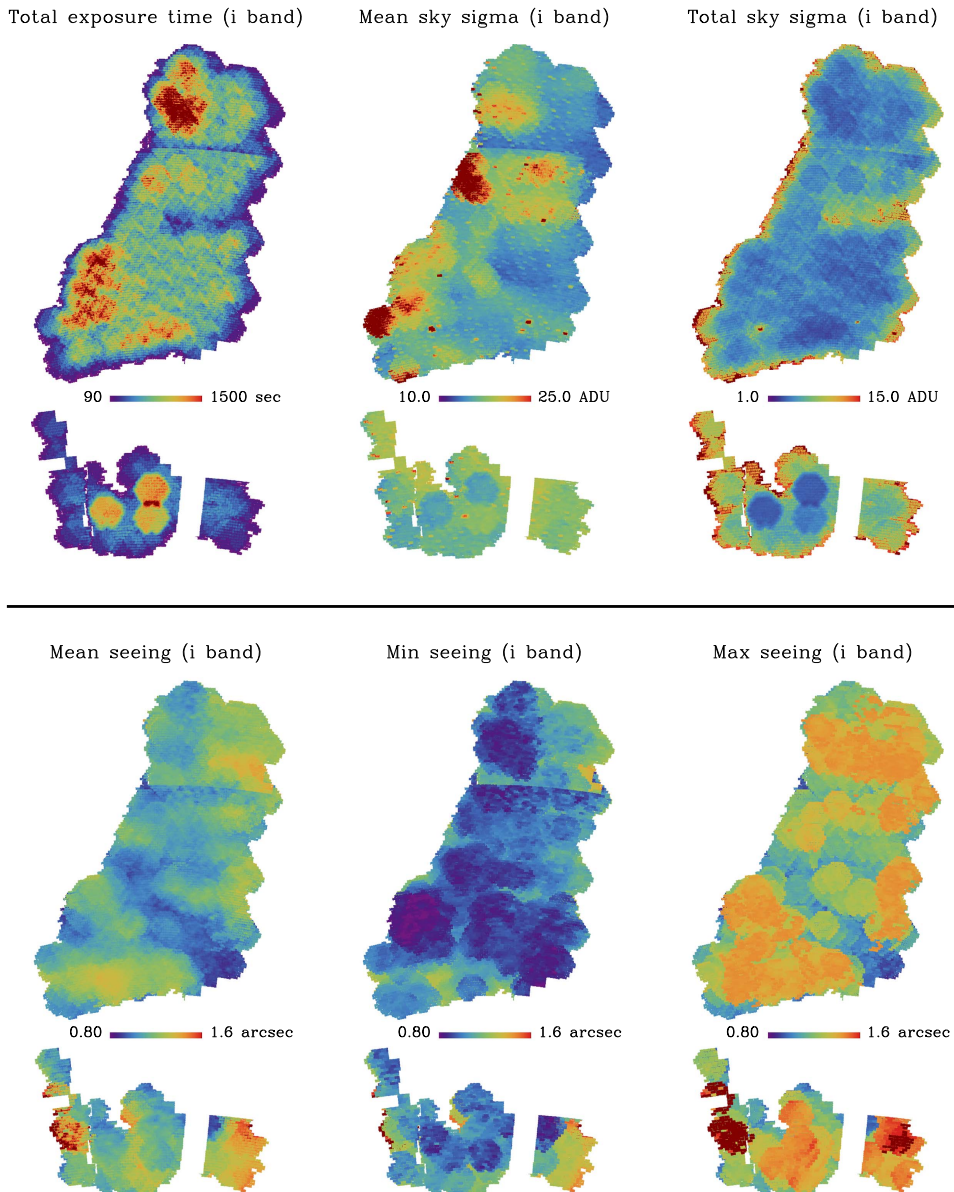 Total exposure time (i band)
Mean sky sigma (i band)
Total sky sigma (i band)
90 1500 sec
10.0 25.0 ADU
1.0 15.0 ADU
Mean seeing (i band)
Min seeing (i band)
Max seeing (i band)
0.80 1.6 arcsec
0.80 1.6 arcsec
0.80 1.6 arcsec